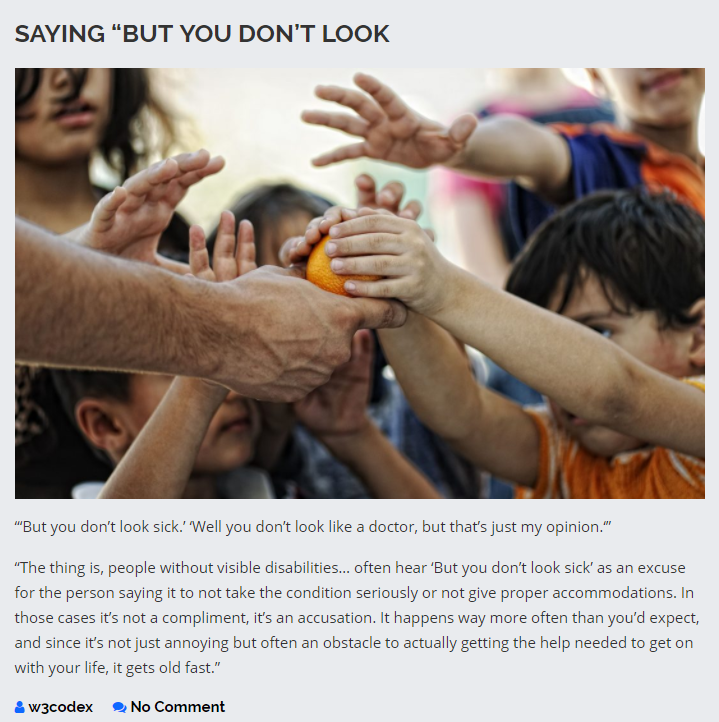 SAYING “BUT YOU DON’T LOOK
“‘But you don’t look sick.’ ‘Well you don’t look like a doctor, but that’s just my opinion.’”
“The thing is, people without visible disabilities… often hear ‘But you don’t look sick’ as an excuse
for the person saying it to not take the condition seriously or not give proper accommodations. In
those cases it’s not a compliment, it’s an accusation. It happens way more often than you’d expect,
and since it’s not just annoying but often an obstacle to actually getting the help needed to get on
with your life, it gets old fast.”
w3codex No Comment